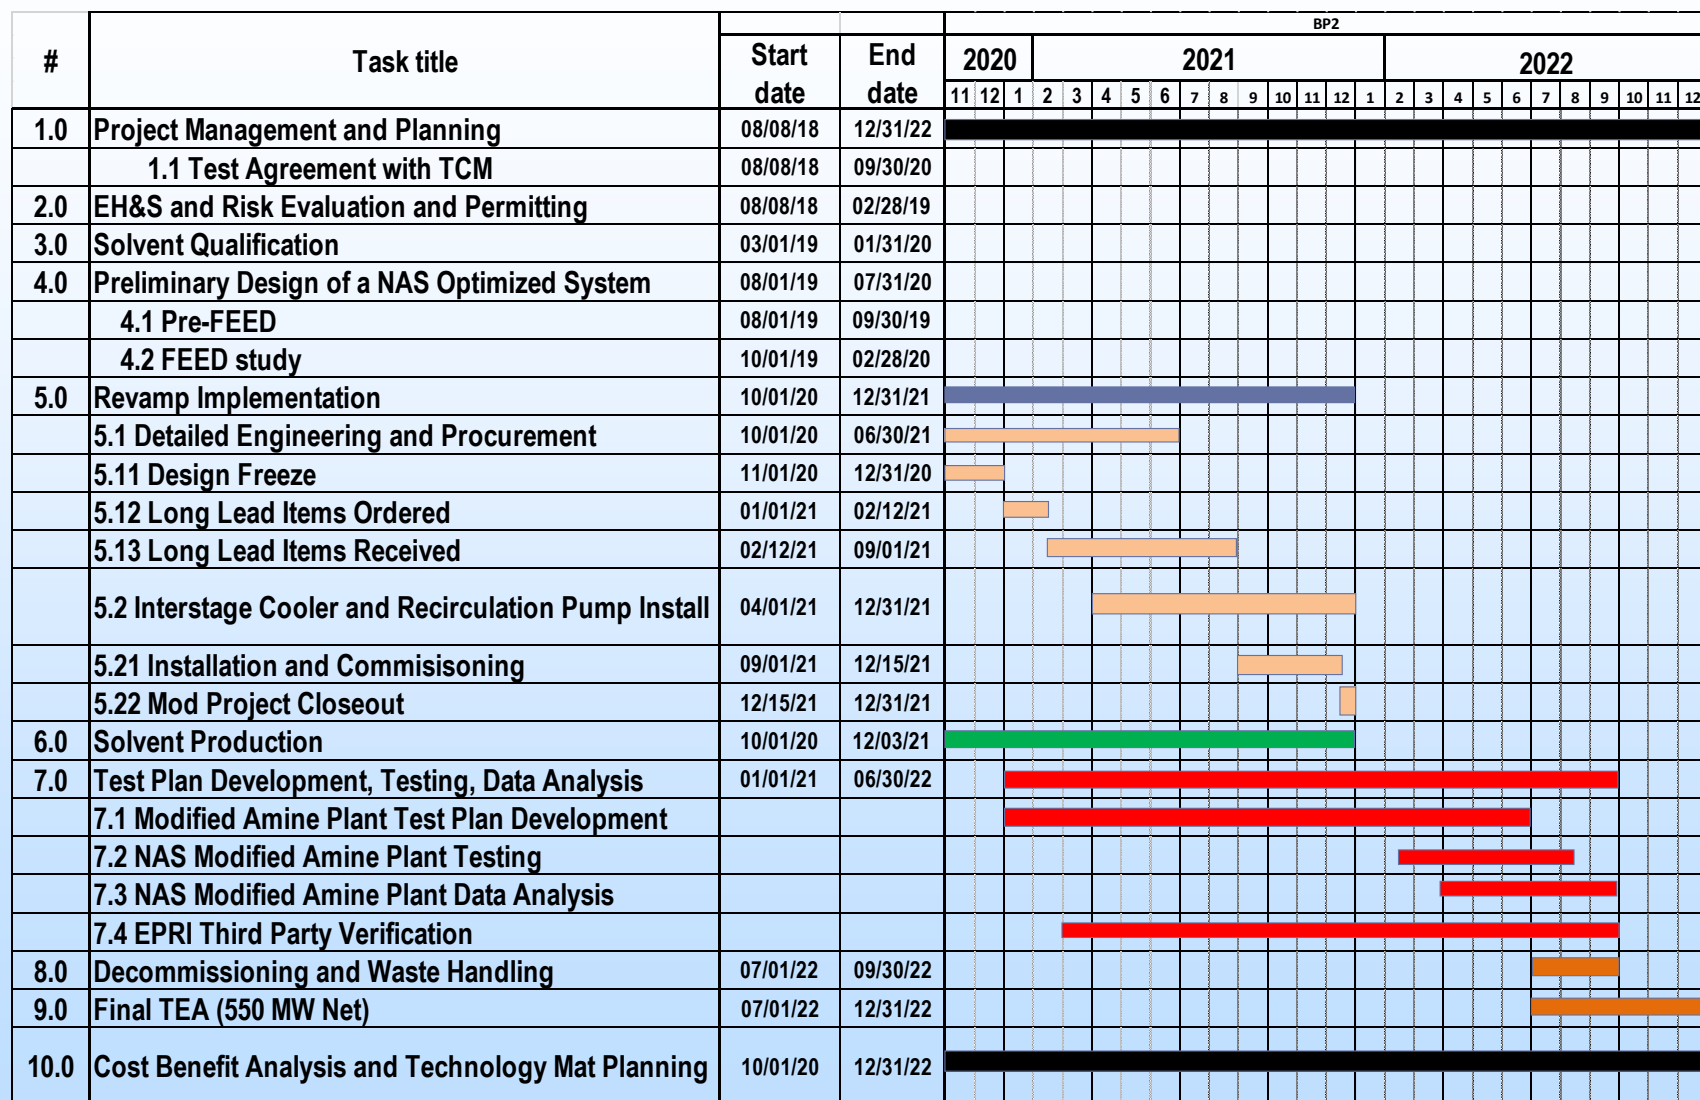 BP2
# Task title Start date End date 2020 2021 2022
11 12 1 2 3 4 5 6 7 8 9 10 11 12 1 2 3 4 5 6 7 8 9 10 11 12
1.0 Project Management and Planning 08/08/18 12/31/22
1.1 Test Agreement with TCM 08/08/18 09/30/20
2.0 EH&S and Risk Evaluation and Permitting 08/08/18 02/28/19
3.0 Solvent Qualification 03/01/19 01/31/20
4.0 Preliminary Design of a NAS Optimized System 08/01/19 07/31/20
4.1 Pre-FEED 08/01/19 09/30/19
4.2 FEED study 10/01/19 02/28/20
5.0 Revamp Implementation 10/01/20 12/31/21
5.1 Detailed Engineering and Procurement 10/01/20 06/30/21
5.11 Design Freeze 11/01/20 12/31/20
5.12 Long Lead Items Ordered 01/01/21 02/12/21
5.13 Long Lead Items Received 02/12/21 09/01/21
5.2 Interstage Cooler and Recirculation Pump Install 04/01/21 12/31/21
5.21 Installation and Commisisoning 09/01/21 12/15/21
5.22 Mod Project Closeout 12/15/21 12/31/21
6.0 Solvent Production 10/01/20 12/03/21
7.0 Test Plan Development, Testing, Data Analysis 01/01/21 06/30/22
7.1 Modified Amine Plant Test Plan Development
7.2 NAS Modified Amine Plant Testing
7.3 NAS Modified Amine Plant Data Analysis
7.4 EPRI Third Party Verification
8.0 Decommissioning and Waste Handling 07/01/22 09/30/22
9.0 Final TEA (550 MW Net) 07/01/22 12/31/22
10.0 Cost Benefit Analysis and Technology Mat Planning 10/01/20 12/31/22